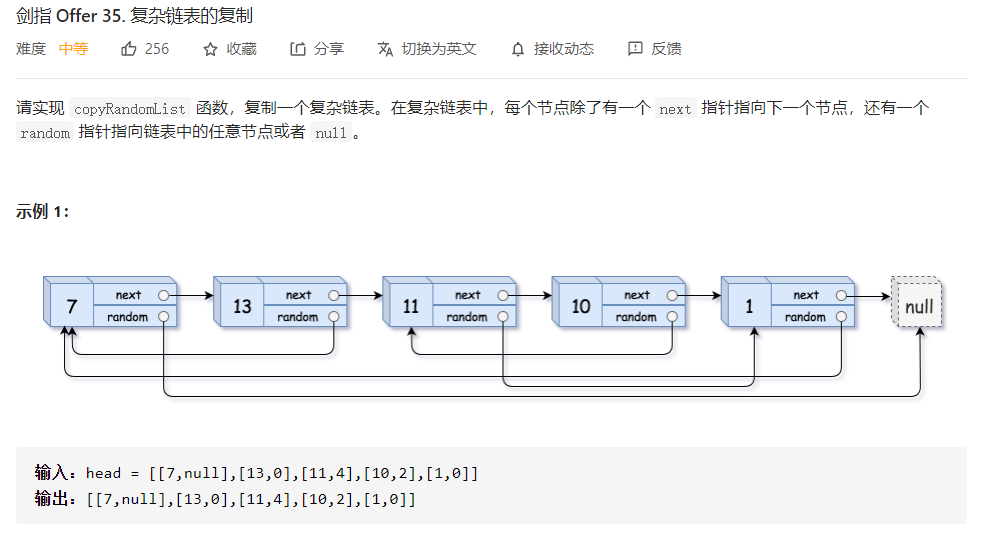 剑指 Offer 35. 复杂链表的复制
难度 中等 256 收藏 分享 切换为英文 接收动态 反馈
请实现 copyRandomList 函数，复制一个复杂链表。在复杂链表中，每个节点除了有一个 next 指针指向下一个节点，还有一个
random 指针指向链表中的任意节点或者 null 。
示例 1：
7 next random 13 next random 11 next random 10 next random 1 next random null
输入：head = [[7,null],[13,0],[11,4],[10,2],[1,0]]
输出：[[7,null],[13,0],[11,4],[10,2],[1,0]]